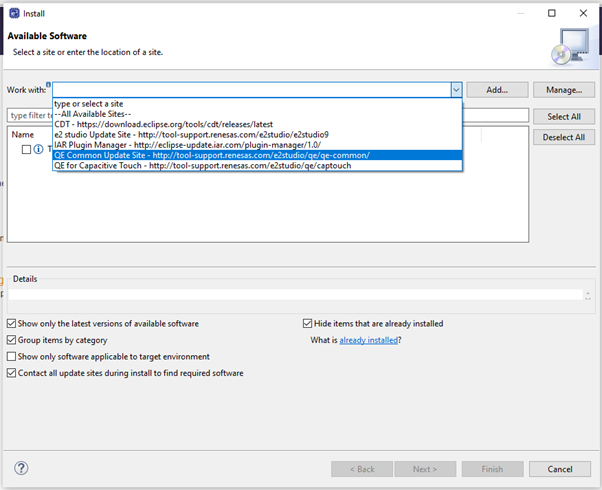 Install
Available Software
Select a site or enter the location of a site.
Work with:
Add...
Manage...
type or select a site
--All Available Sites--
CDT - https://download.eclipse.org/tools/cdt/releases/latest
e2 studio Update Site - http://tool-support.renesas.com/e2studio/e2studio9
IAR Plugin Manager - http://eclipse-update.iar.com/plugin-manager/1.0/
QE Common Update Site - http://tool-support.renesas.com/e2studio/qe/qe-common/
QE for Capacitive Touch - http://tool-support.renesas.com/e2studio/qe/captouch
type filter te
Select All
Deselect All
Name
T
Details
Show only the latest versions of available software
Hide items that are already installed
Group items by category
What is already installed?
Show only software applicable to target environment
Contact all update sites during install to find required software
?
< Back
Next >
Finish
Cancel